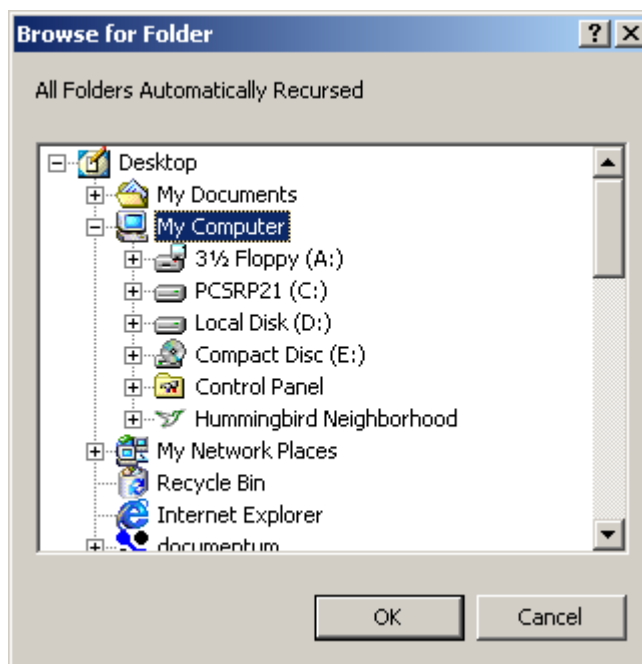 Browse for Folder
All Folders Automatically Recursed
Desktop
My Documents
My Computer
3½ Floppy (A:)
PCSRP21 (C:)
Local Disk (D:)
Compact Disc (E:)
Control Panel
Hummingbird Neighborhood
My Network Places
Recycle Bin
Internet Explorer
documentum
OK Cancel